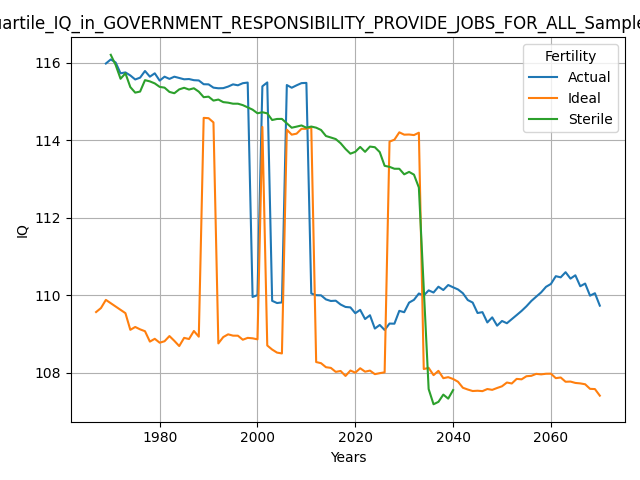 uartile_IQ_in_GOVERNMENT_RESPONSIBILITY_PROVIDE_JOBS_FOR_ALL_Sample
Fertility
Actual
Ideal
Sterile
116
114
112
110
108
IQ
1980
2000
2020
2040
2060
Years